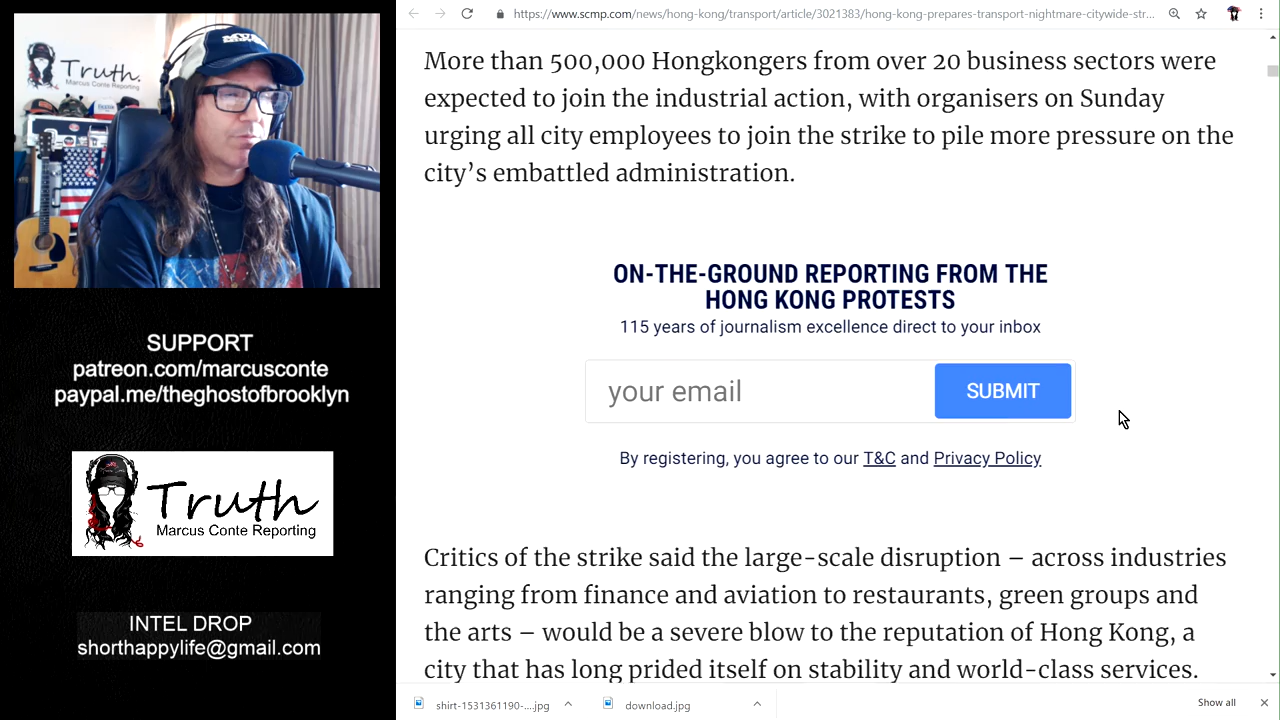 Truth.
Marcus Conte Reporting
SUPPORT
patreon.com/marcusconte
paypal.me/theghostofbrooklyn
Truth
Marcus Conte Reporting
INTEL DROP
shorthappylife@gmail.com
https://www.scmp.com/news/hong-kong/transport/article/3021383/hong-kong-prepares-transport-nightmare-citywide-str...
More than 500,000 Hongkongers from over 20 business sectors were
expected to join the industrial action, with organisers on Sunday
urging all city employees to join the strike to pile more pressure on the
city’s embattled administration.
ON-THE-GROUND REPORTING FROM THE
HONG KONG PROTESTS
115 years of journalism excellence direct to your inbox
your email
SUBMIT
By registering, you agree to our T&C and Privacy Policy
Critics of the strike said the large-scale disruption – across industries
ranging from finance and aviation to restaurants, green groups and
the arts – would be a severe blow to the reputation of Hong Kong, a
city that has long prided itself on stability and world-class services.
shirt-1531361190-....jpg
download.jpg
Show all